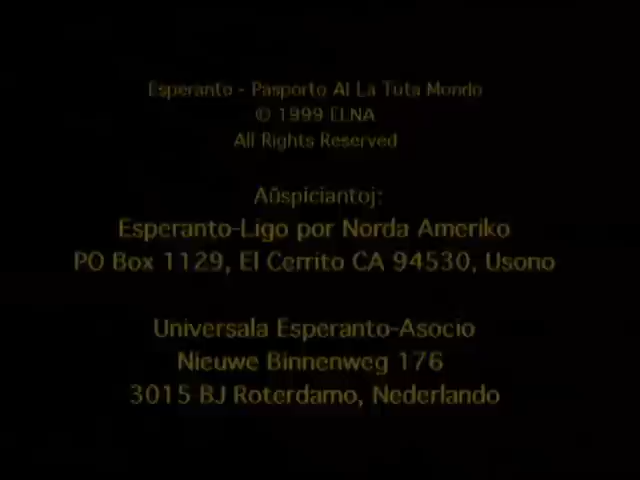 Esperanto - Pasporto Al La Tuta Mondo
© 1999 ELNA
All Rights Reserved
Aŭspiciantoj:
Esperanto-Ligo por Norda Ameriko
PO Box 1129, El Cerrito CA 94530, Usono
Universala Esperanto-Asocio
Nieuwe Binnenweg 176
3015 BJ Roterdamo, Nederlando